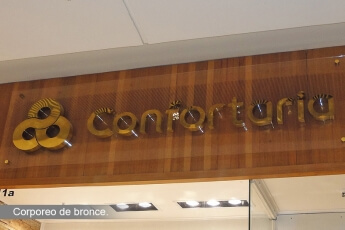 Confortaria
1a
Corporeo de bronce.